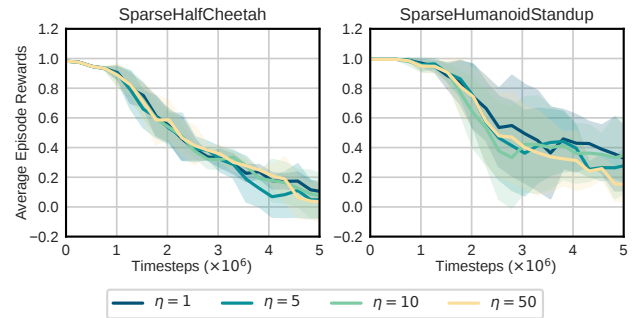 SparseHalfCheetah
SparseHumanoidStandup
Average Episode Rewards
1.2
1.0
0.8
0.6
0.4
0.2
0.0
−0.2
0 1 2 3 4 5
Timesteps (×10⁶)
1.2
1.0
0.8
0.6
0.4
0.2
0.0
−0.2
0 1 2 3 4 5
Timesteps (×10⁶)
η = 1 η = 5 η = 10 η = 50